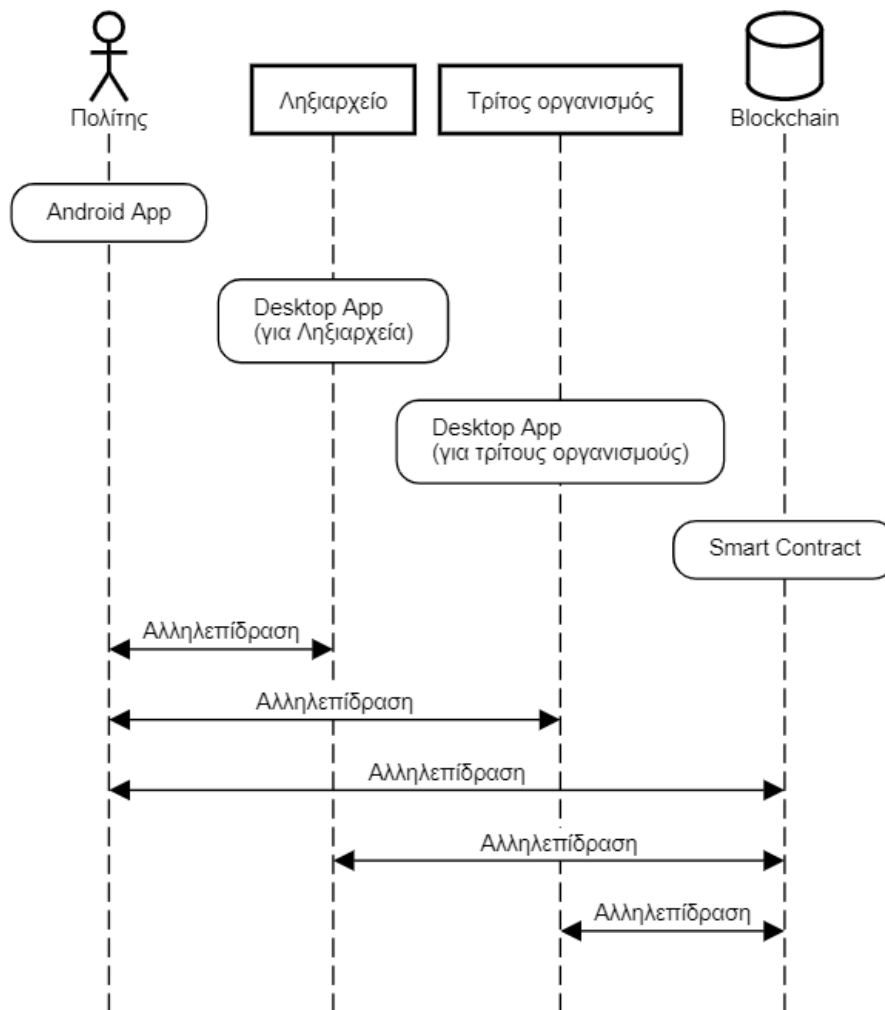 Πολίτης
Ληξιαρχείο
Τρίτος οργανισμός
Blockchain
Android App
Desktop App
(για Ληξιαρχεία)
Desktop App
(για τρίτους οργανισμούς)
Smart Contract
Αλληλεπίδραση
Αλληλεπίδραση
Αλληλεπίδραση
Αλληλεπίδραση
Αλληλεπίδραση